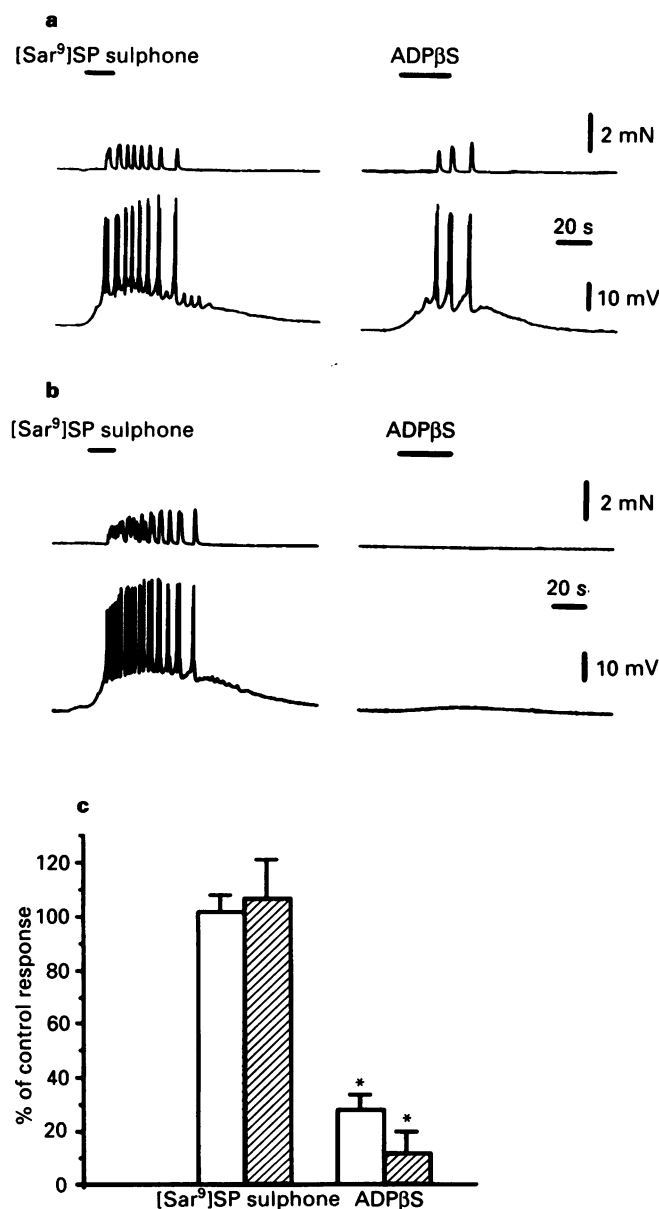 a
[Sar⁹]SP sulphone ADPβS
2 mN
20 s
10 mV
b
[Sar⁹]SP sulphone ADPβS
2 mN
20 s
10 mV
c
% of control response
120
100
80
60
40
20
0
* *
[Sar⁹]SP sulphone ADPβS